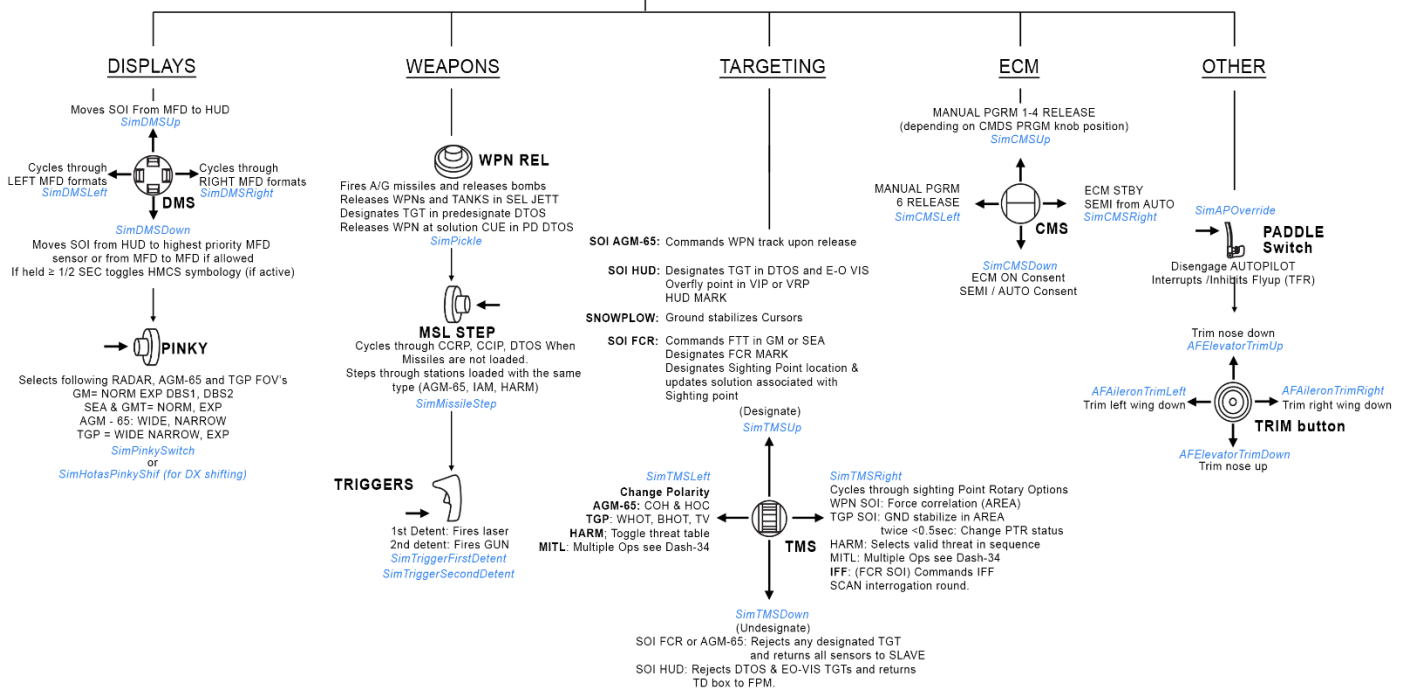 DISPLAYS
Moves SOI From MFD to HUD
SimDMSUp
Cycles through
LEFT MFD formats
SimDMSLeft
Cycles through
RIGHT MFD formats
SimDMSRight
DMS
SimDMSDown
Moves SOI from HUD to highest priority MFD
sensor or from MFD to MFD if allowed
If held ≥ 1/2 SEC toggles HMCS symbology (if active)
PINKY
Selects following RADAR, AGM-65 and TGP FOV's
GM= NORM EXP DBS1, DBS2
SEA & GMT= NORM, EXP
AGM - 65: WIDE, NARROW
TGP = WIDE NARROW, EXP
SimPinkySwitch
or
SimHotasPinkyShif (for DX shifting)
WEAPONS
WPN REL
Fires A/G missiles and releases bombs
Releases WPNs and TANKS in SEL JETT
Designates TGT in predesignate DTOS
Releases WPN at solution CUE in PD DTOS
SimPickle
MSL STEP
Cycles through CCRP, CCIP, DTOS When
Missiles are not loaded.
Steps through stations loaded with the same
type (AGM-65, IAM, HARM)
SimMissileStep
TRIGGERS
1st Detent: Fires laser
2nd detent: Fires GUN
SimTriggerFirstDetent
SimTriggerSecondDetent
TARGETING
SOI AGM-65: Commands WPN track upon release
SOI HUD: Designates TGT in DTOS and E-O VIS
Overfly point in VIP or VRP
HUD MARK
SNOWPLOW: Ground stabilizes Cursors
SOI FCR: Commands FTT in GM or SEA
Designates FCR MARK
Designates Sighting Point location &
updates solution associated with
Sighting point
(Designate)
SimTMSUp
SimTMSLeft
Change Polarity
AGM-65: COH & HOC
TGP: WHOT, BHOT, TV
HARM; Toggle threat table
MITL: Multiple Ops see Dash-34
TMS
SimTMSRight
Cycles through sighting Point Rotary Options
WPN SOI: Force correlation (AREA)
TGP SOI: GND stabilize in AREA
twice <0.5sec: Change PTR status
HARM: Selects valid threat in sequence
MITL: Multiple Ops see Dash-34
IFF: (FCR SOI) Commands IFF
SCAN interrogation round.
SimTMSDown
(Undesignate)
SOI FCR or AGM-65: Rejects any designated TGT
and returns all sensors to SLAVE
SOI HUD: Rejects DTOS & EO-VIS TGTs and returns
TD box to FPM.
ECM
MANUAL PGRM 1-4 RELEASE
(depending on CMDS PRGM knob position)
SimCMSUp
MANUAL PGRM
6 RELEASE
SimCMSLeft
ECM STBY
SEMI from AUTO
SimCMSRight
CMS
SimCMSDown
ECM ON Consent
SEMI / AUTO Consent
OTHER
SimAPOverride
PADDLE
Switch
Disengage AUTOPILOT
Interrupts /Inhibits Flyup (TFR)
Trim nose down
AFElevatorTrimUp
AFAileronTrimLeft
Trim left wing down
AFAileronTrimRight
Trim right wing down
TRIM button
AFElevatorTrimDown
Trim nose up